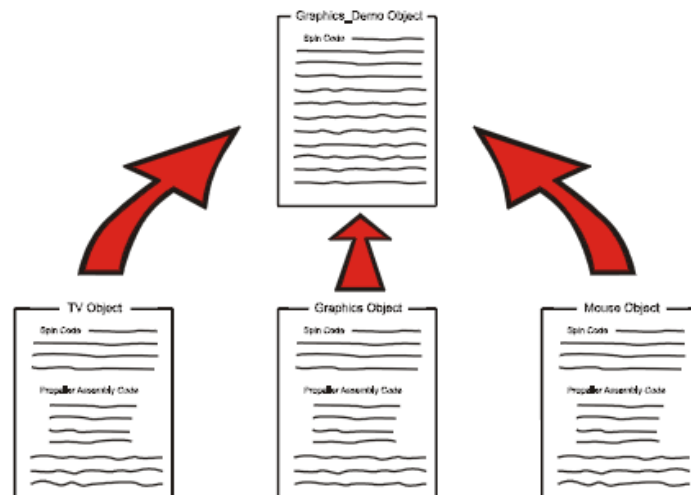 Graphics_Demo Object
Spin Code
TV Object
Spin Code
Propeller Assembly Code
Graphics Object
Spin Code
Propeller Assembly Code
Mouse Object
Spin Code
Propeller Assembly Code